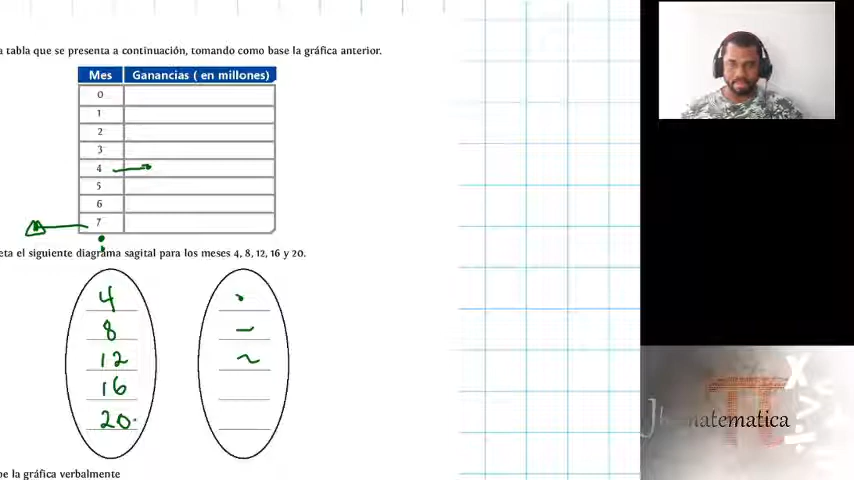 a tabla que se presenta a continuación, tomando como base la gráfica anterior.
Mes Ganancias ( en millones)
0
1
2
3
4
5
6
7
eta el siguiente diagrama sagital para los meses 4, 8, 12, 16 y 20.
4
8
12
16
20
be la gráfica verbalmente
matematica